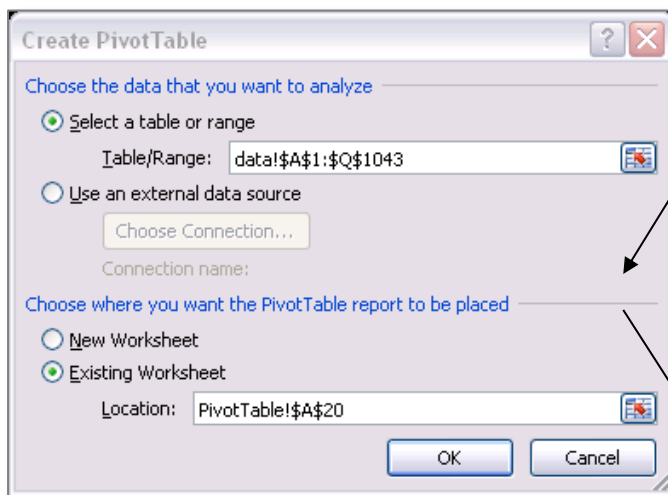 Create PivotTable
?
Choose the data that you want to analyze
Select a table or range
Table/Range: data!$A$1:$Q$1043
Use an external data source
Choose Connection...
Connection name:
Choose where you want the PivotTable report to be placed
New Worksheet
Existing Worksheet
Location: PivotTable!$A$20
OK Cancel